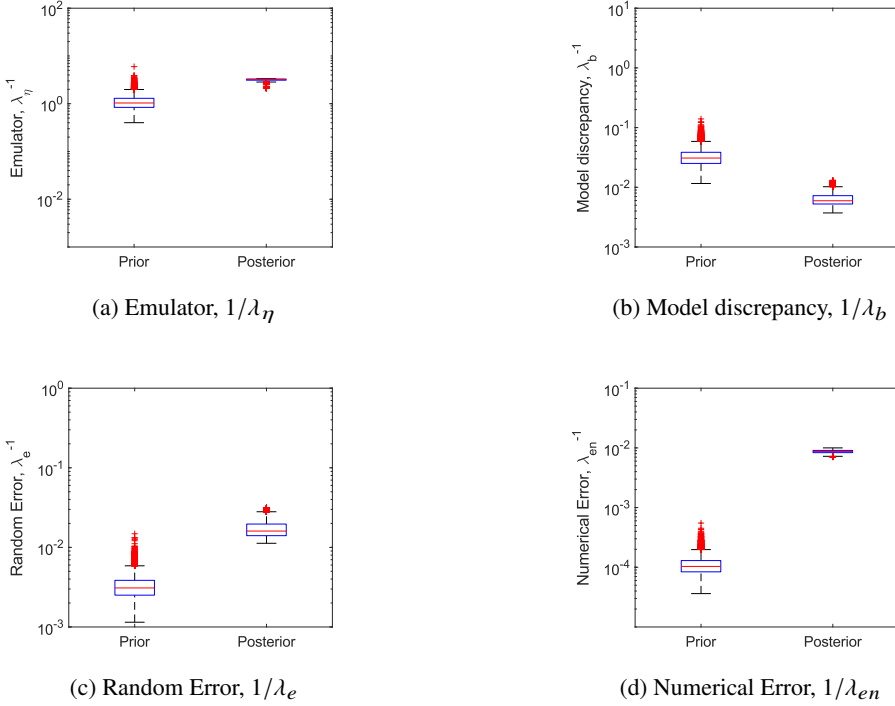 10^2
10^0
10^-2
Emulator, λ_η^-1
Prior
Posterior
(a) Emulator, 1/λ_η
10^1
10^0
10^-1
10^-2
10^-3
Model discrepancy, λ_b^-1
Prior
Posterior
(b) Model discrepancy, 1/λ_b
10^0
10^-1
10^-2
10^-3
Random Error, λ_e^-1
Prior
Posterior
(c) Random Error, 1/λ_e
10^-1
10^-2
10^-3
10^-4
Numerical Error, λ_en^-1
Prior
Posterior
(d) Numerical Error, 1/λ_en